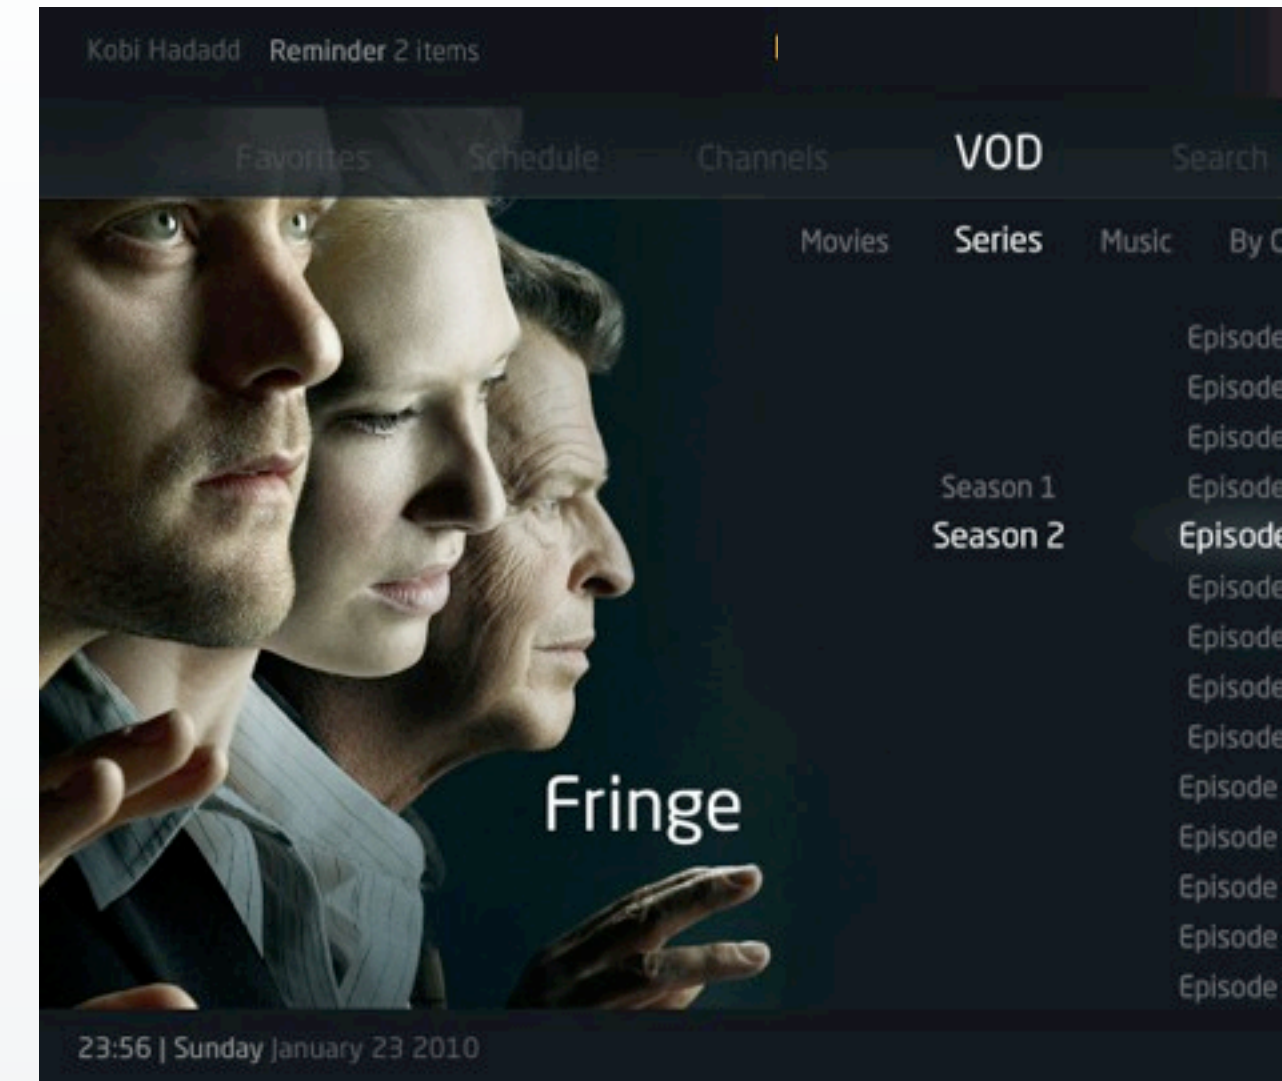 Kobi Hadadd Reminder 2 items
Favorites Schedule Channels VOD Search
Movies Series Music By
Episode
Episode
Episode
Season 1 Episode
Season 2 Episode
Episode
Episode
Episode
Episode
Episode
Fringe
Episode
Episode
Episode
Episode
23:56 | Sunday January 23 2010